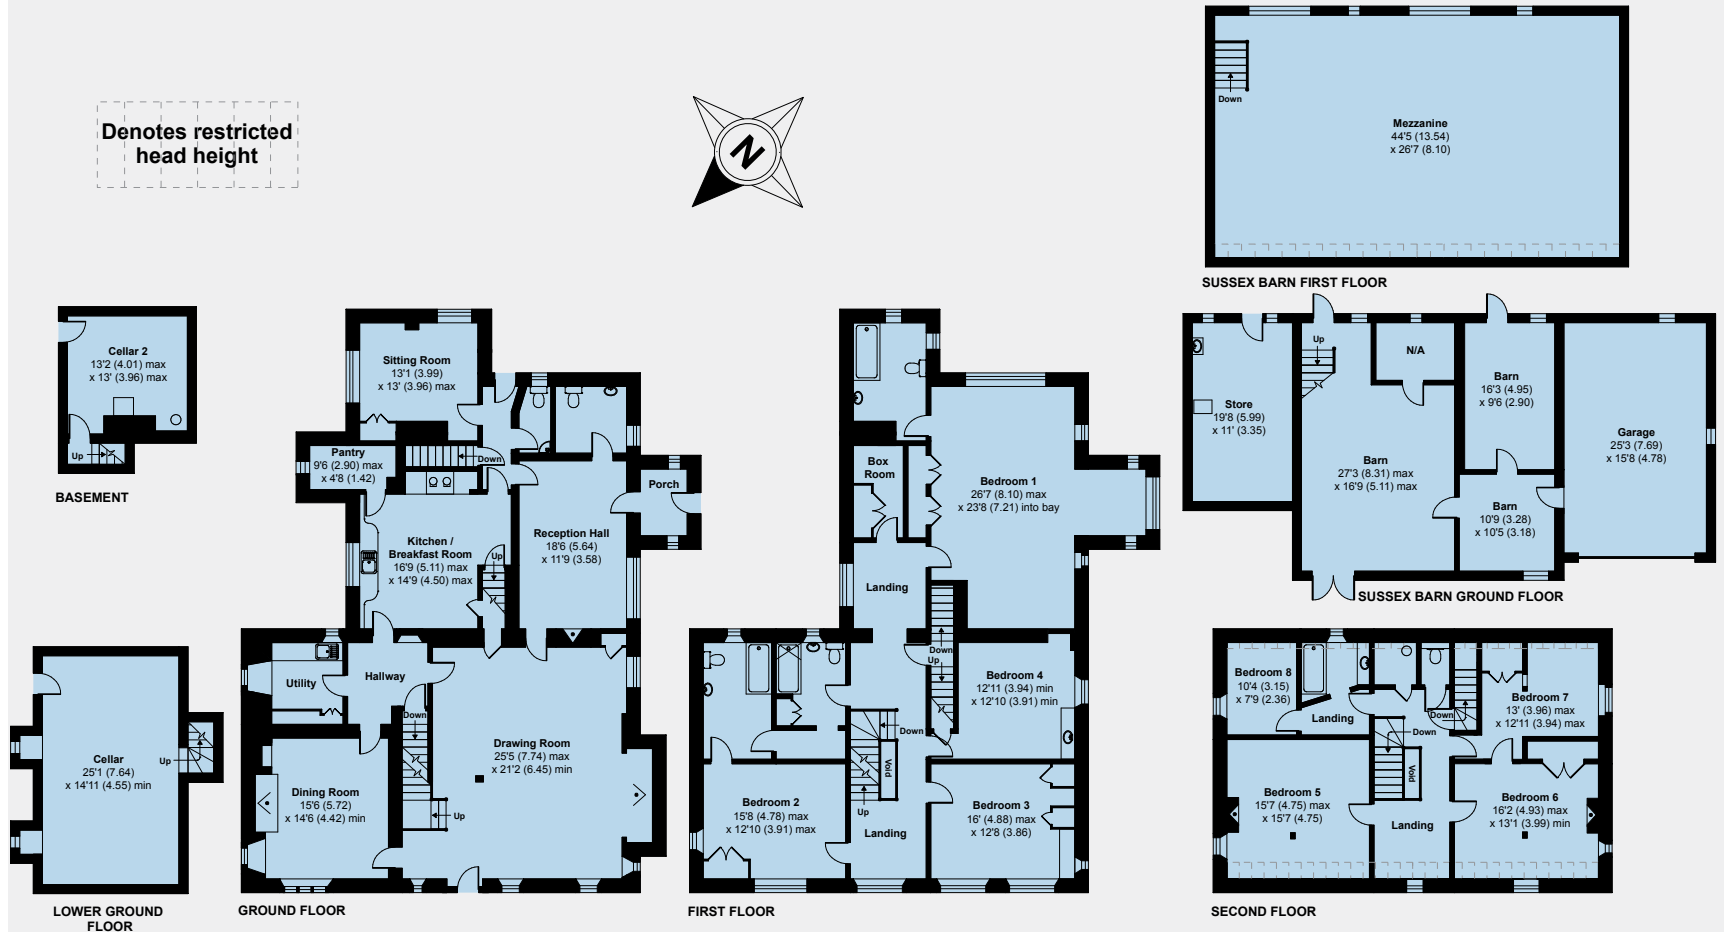 Denotes restricted
head height
N
Down
Mezzanine
44'5 (13.54)
x 26'7 (8.10)
SUSSEX BARN FIRST FLOOR
Cellar 2
13'2 (4.01) max
x 13' (3.96) max
Up
BASEMENT
Cellar
25'1 (7.64)
x 14'11 (4.55) min
Up
LOWER GROUND
FLOOR
Sitting Room
13'1 (3.99)
x 13' (3.96) max
Pantry
9'6 (2.90) max
x 4'8 (1.42)
Down
Porch
Kitchen /
Breakfast Room
16'9 (5.11) max
x 14'9 (4.50) max
Up
Reception Hall
18'6 (5.64)
x 11'9 (3.58)
Utility
Hallway
Down
Drawing Room
25'5 (7.74) max
x 21'2 (6.45) min
Dining Room
15'6 (5.72)
x 14'6 (4.42) min
Up
GROUND FLOOR
Box
Room
Bedroom 1
26'7 (8.10) max
x 23'8 (7.21) into bay
Landing
Down
Up
Bedroom 4
12'11 (3.94) min
x 12'10 (3.91) min
Down
Void
Up
Bedroom 2
15'8 (4.78) max
x 12'10 (3.91) max
Landing
Bedroom 3
16' (4.88) max
x 12'8 (3.86)
FIRST FLOOR
Store
19'8 (5.99)
x 11' (3.35)
Up
N/A
Barn
27'3 (8.31) max
x 16'9 (5.11) max
Barn
16'3 (4.95)
x 9'6 (2.90)
Barn
10'9 (3.28)
x 10'5 (3.18)
Garage
25'3 (7.69)
x 15'8 (4.78)
SUSSEX BARN GROUND FLOOR
Bedroom 8
10'4 (3.15)
x 7'9 (2.36)
Landing
Down
Bedroom 7
13' (3.96) max
x 12'11 (3.94) max
Down
Void
Bedroom 5
15'7 (4.75) max
x 15'7 (4.75)
Landing
Bedroom 6
16'2 (4.93) max
x 13'1 (3.99) min
SECOND FLOOR